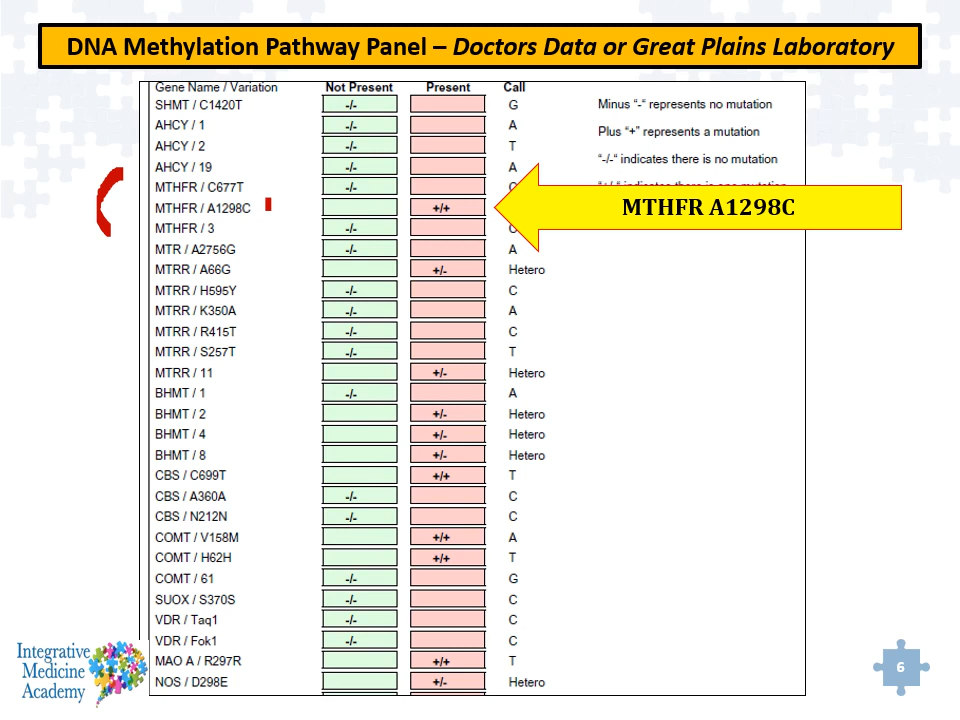 DNA Methylation Pathway Panel – Doctors Data or Great Plains Laboratory
Gene Name / Variation Not Present Present Call
SHMT / C1420T -/- G Minus “-“ represents no mutation
AHCY / 1 -/- A Plus “+” represents a mutation
AHCY / 2 -/- T
AHCY / 19 -/- A “-/-“ indicates there is no mutation
MTHFR / C677T -/-
MTHFR / A1298C +/+ MTHFR A1298C
MTHFR / 3 -/-
MTR / A2756G -/- A
MTRR / A66G +/- Hetero
MTRR / H595Y -/- C
MTRR / K350A -/- A
MTRR / R415T -/- C
MTRR / S257T -/- T
MTRR / 11 +/- Hetero
BHMT / 1 -/- A
BHMT / 2 +/- Hetero
BHMT / 4 +/- Hetero
BHMT / 8 +/- Hetero
CBS / C699T +/+ T
CBS / A360A -/- C
CBS / N212N -/- C
COMT / V158M +/+ A
COMT / H62H +/+ T
COMT / 61 -/- G
SUOX / S370S -/- C
VDR / Taq1 -/- C
VDR / Fok1 -/- C
MAO A / R297R +/+ T
NOS / D298E +/- Hetero
Integrative
Medicine
Academy
6